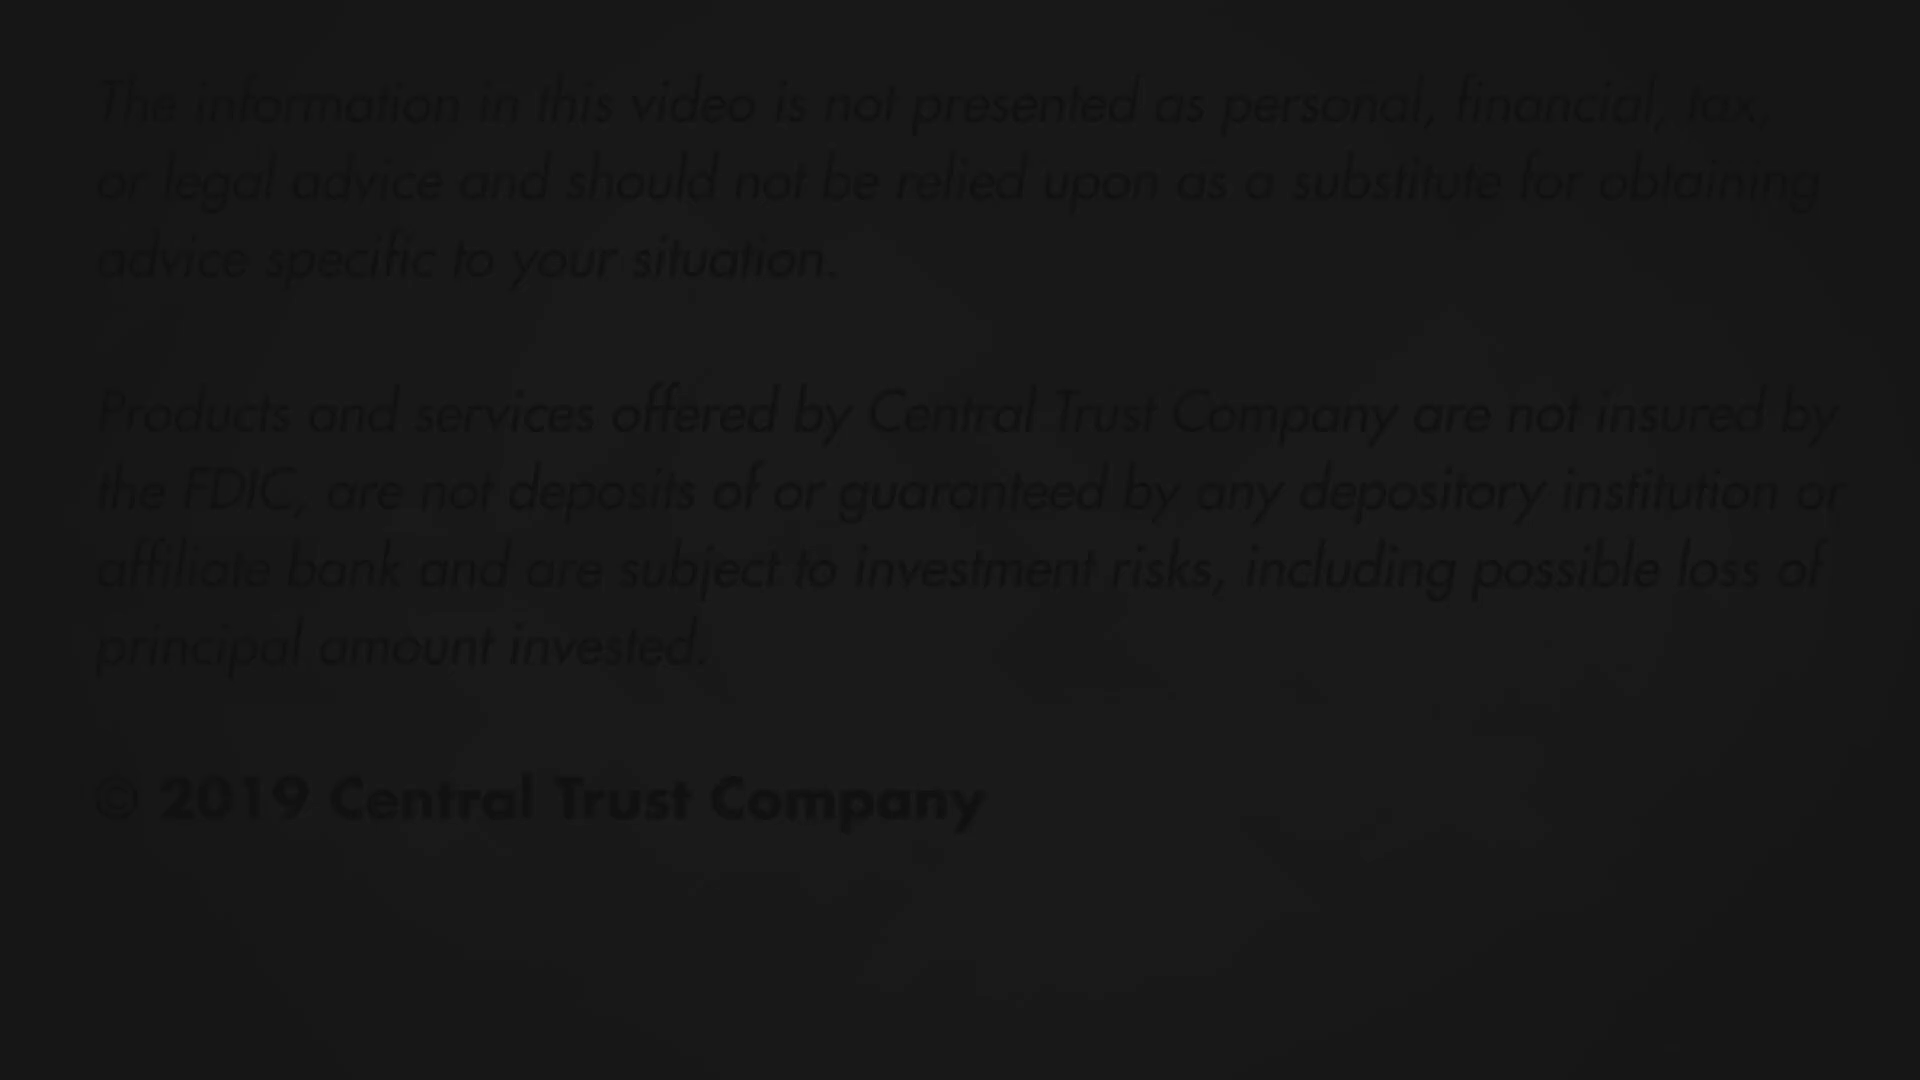 The information in this video is not presented as personal, financial, tax,
or legal advice and should not be relied upon as a substitute for obtaining
advice specific to your situation.
Products and services offered by Central Trust Company are not insured by
the FDIC, are not deposits of or guaranteed by any depository institution or
affiliate bank and are subject to investment risks, including possible loss of
principal amount invested.
© 2019 Central Trust Company